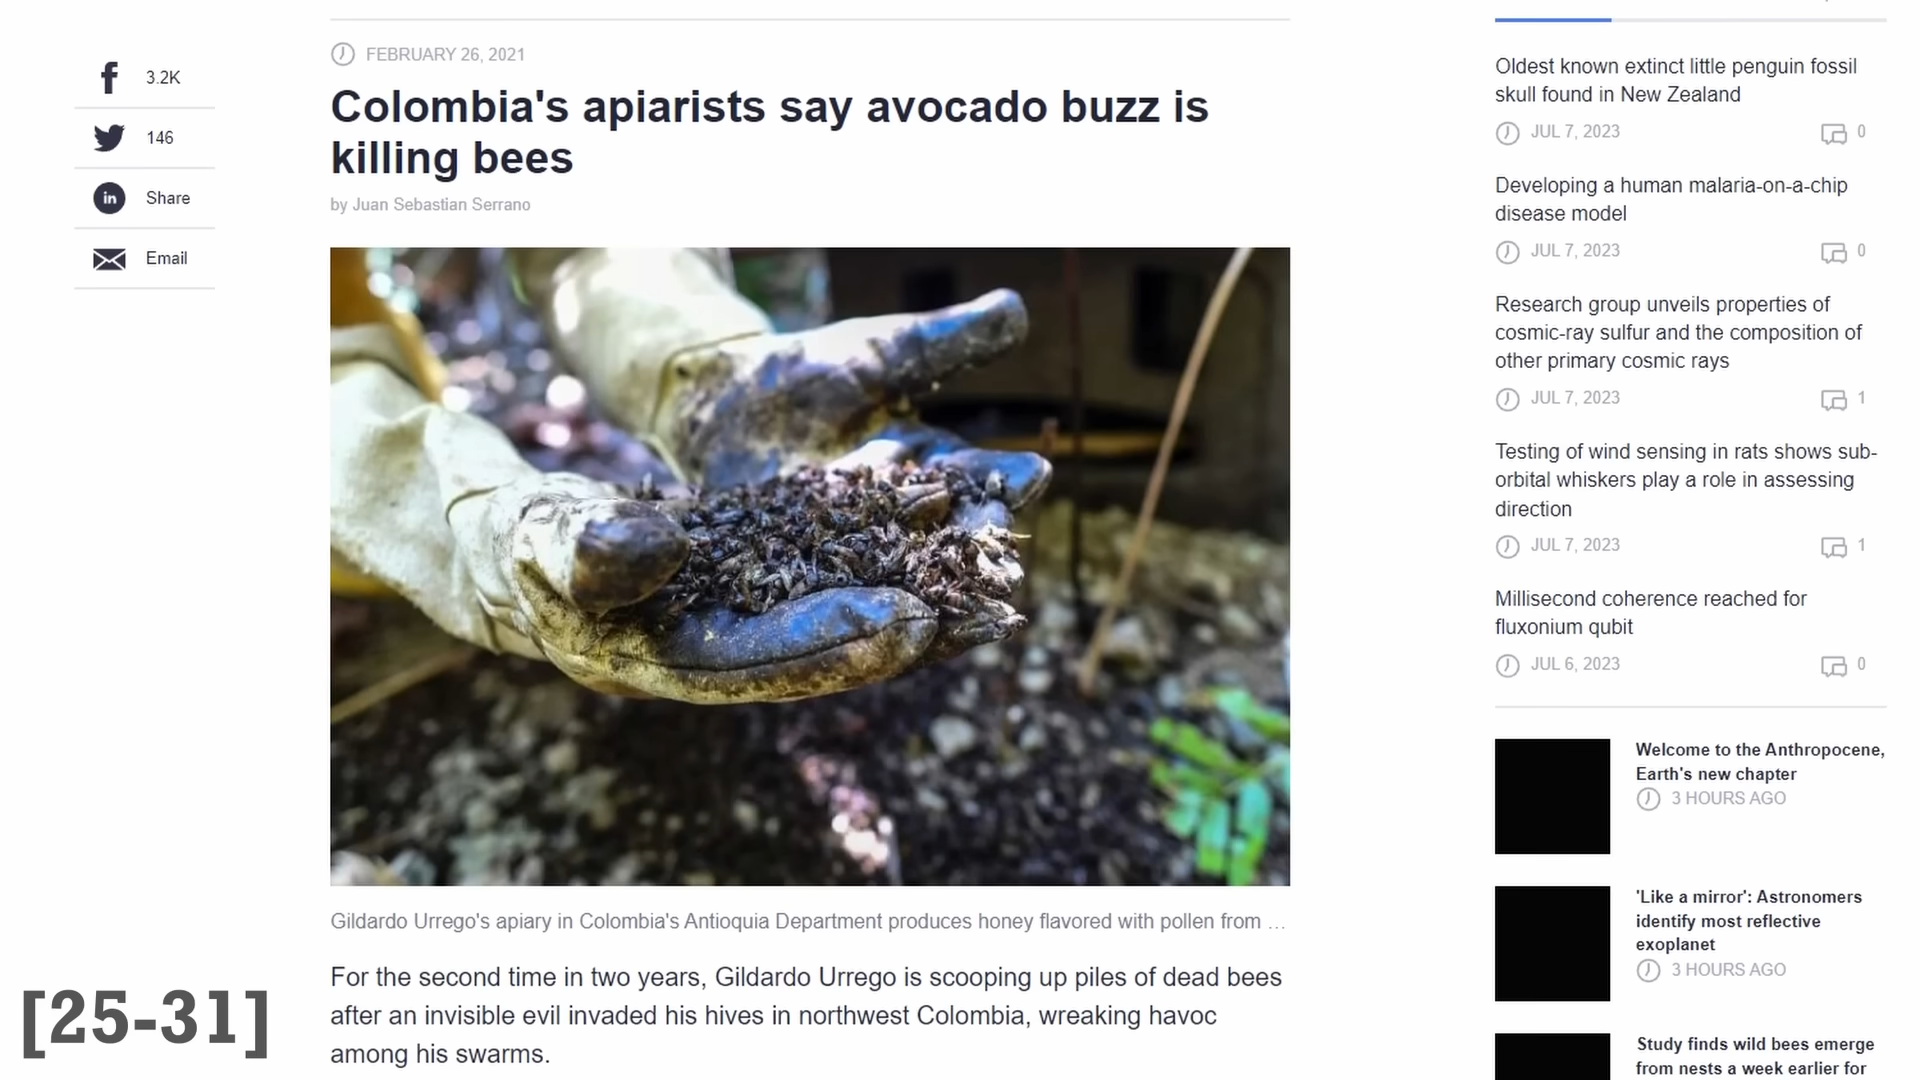 3.2K
146
Share
Email
FEBRUARY 26, 2021
Colombia's apiarists say avocado buzz is
killing bees
by Juan Sebastian Serrano
Gildardo Urrego's apiary in Colombia's Antioquia Department produces honey flavored with pollen from …
For the second time in two years, Gildardo Urrego is scooping up piles of dead bees
after an invisible evil invaded his hives in northwest Colombia, wreaking havoc
among his swarms.
[25-31]
Oldest known extinct little penguin fossil
skull found in New Zealand
JUL 7, 2023 0
Developing a human malaria-on-a-chip
disease model
JUL 7, 2023 0
Research group unveils properties of
cosmic-ray sulfur and the composition of
other primary cosmic rays
JUL 7, 2023 1
Testing of wind sensing in rats shows sub-
orbital whiskers play a role in assessing
direction
JUL 7, 2023 1
Millisecond coherence reached for
fluxonium qubit
JUL 6, 2023 0
Welcome to the Anthropocene,
Earth's new chapter
3 HOURS AGO
'Like a mirror': Astronomers
identify most reflective
exoplanet
3 HOURS AGO
Study finds wild bees emerge
from nests a week earlier for